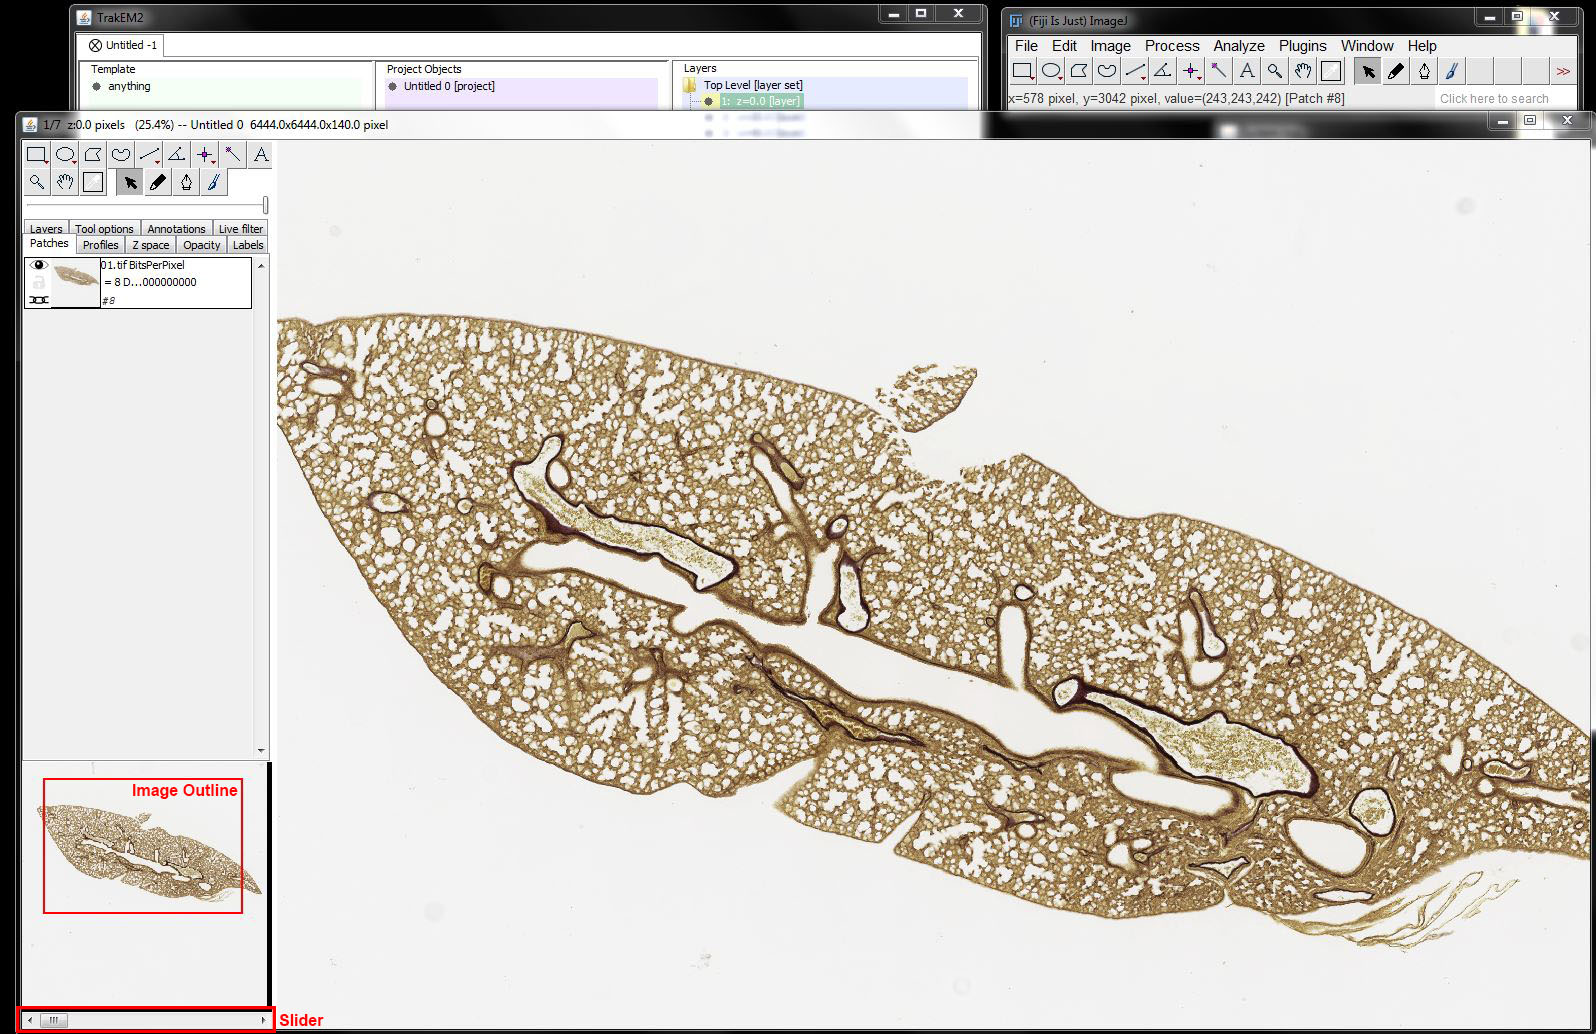 TrakEM2
Untitled -1
Template
anything
Project Objects
Untitled 0 [project]
Layers
Top Level [layer set]
1: z=0.0 [layer]
(Fiji Is Just) ImageJ
File Edit Image Process Analyze Plugins Window Help
A
>>
x=578 pixel, y=3042 pixel, value=(243,243,242) [Patch #8]
Click here to search
1/7 z:0.0 pixels (25.4%) -- Untitled 0 6444.0x6444.0x140.0 pixel
A
Layers Tool options Annotations Live filter
Patches Profiles Z space Opacity Labels
01.tif BitsPerPixel
= 8 D...000000000
#8
Image Outline
Slider